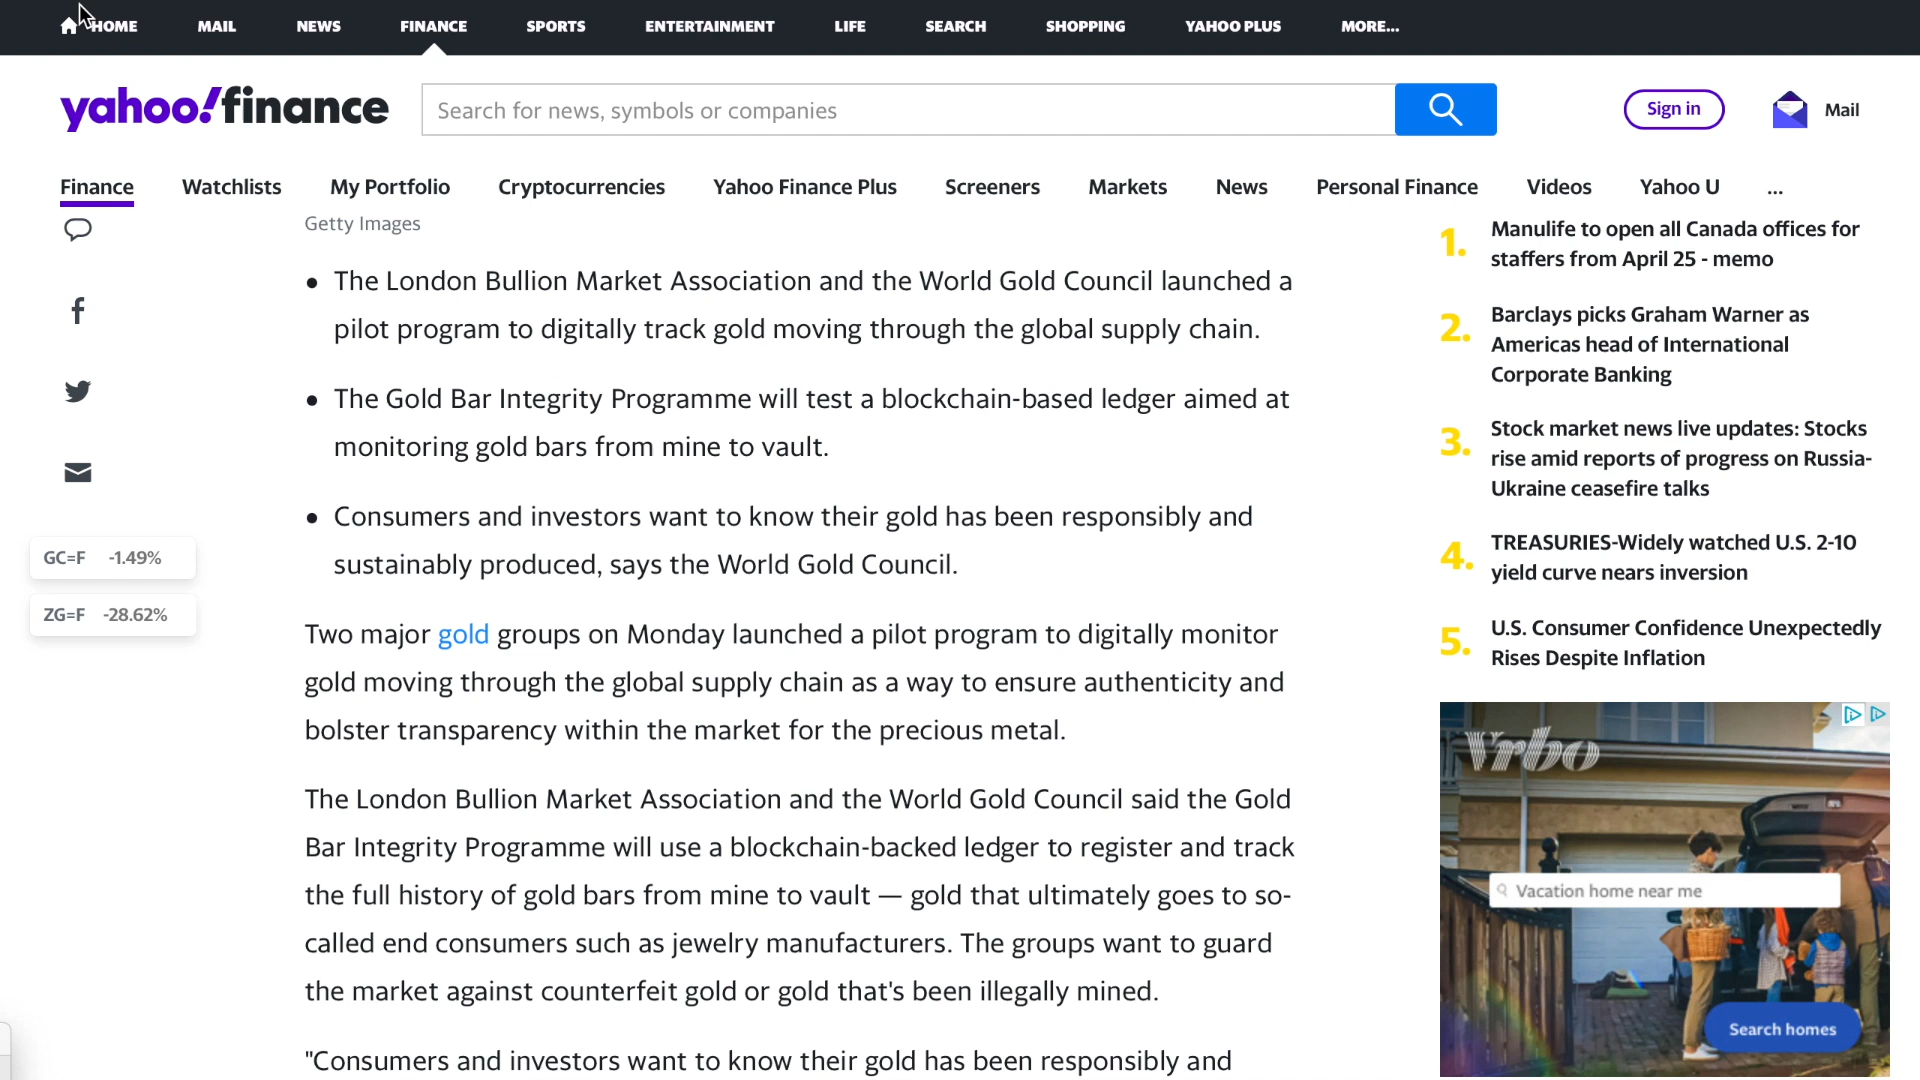 HOME MAIL NEWS FINANCE SPORTS ENTERTAINMENT LIFE SEARCH SHOPPING YAHOO PLUS MORE...
yahoo!finance
Search for news, symbols or companies
Sign in
Mail
Finance Watchlists My Portfolio Cryptocurrencies Yahoo Finance Plus Screeners Markets News Personal Finance Videos Yahoo U ...
Getty Images
• The London Bullion Market Association and the World Gold Council launched a
pilot program to digitally track gold moving through the global supply chain.
• The Gold Bar Integrity Programme will test a blockchain-based ledger aimed at
monitoring gold bars from mine to vault.
• Consumers and investors want to know their gold has been responsibly and
sustainably produced, says the World Gold Council.
GC=F -1.49%
ZG=F -28.62%
Two major gold groups on Monday launched a pilot program to digitally monitor
gold moving through the global supply chain as a way to ensure authenticity and
bolster transparency within the market for the precious metal.
The London Bullion Market Association and the World Gold Council said the Gold
Bar Integrity Programme will use a blockchain-backed ledger to register and track
the full history of gold bars from mine to vault — gold that ultimately goes to so-
called end consumers such as jewelry manufacturers. The groups want to guard
the market against counterfeit gold or gold that's been illegally mined.
"Consumers and investors want to know their gold has been responsibly and
1. Manulife to open all Canada offices for
staffers from April 25 - memo
2. Barclays picks Graham Warner as
Americas head of International
Corporate Banking
3. Stock market news live updates: Stocks
rise amid reports of progress on Russia-
Ukraine ceasefire talks
4. TREASURIES-Widely watched U.S. 2-10
yield curve nears inversion
5. U.S. Consumer Confidence Unexpectedly
Rises Despite Inflation
Vrbo
Vacation home near me
Search homes